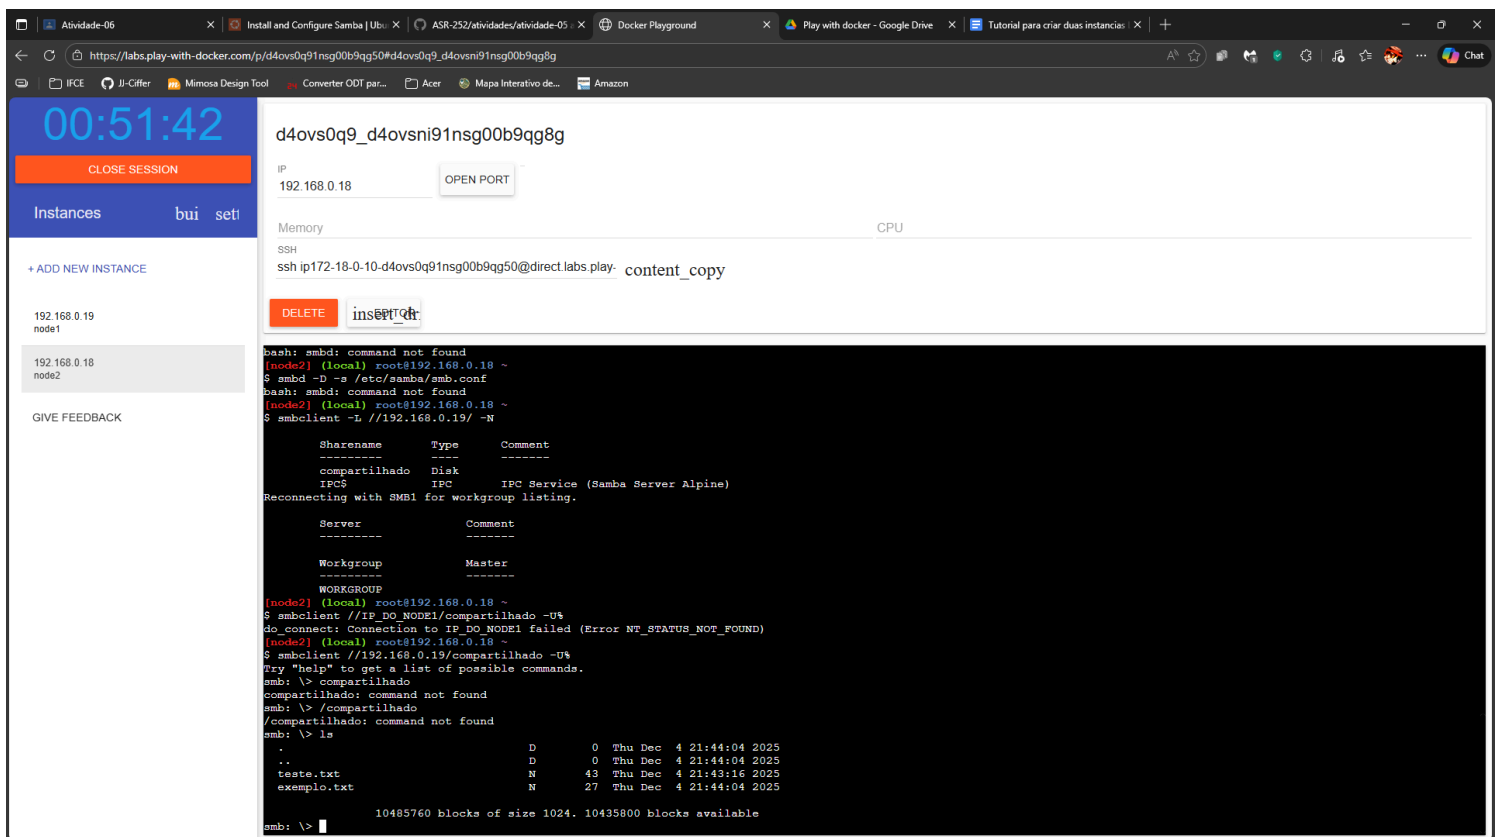 Atividade-06
Install and Configure Samba | Ubu
ASR-252/atividades/atividade-05
Docker Playground
Play with docker - Google Drive
Tutorial para criar duas instancias
https://labs.play-with-docker.com/p/d4ovs0q91nsg00b9qg50#d4ovs0q9_d4ovsni91nsg00b9qg8g
Chat
IFCE
JJ-Ciffer
Mimosa Design Tool
Converter ODT par...
Acer
Mapa Interativo de...
Amazon
00:51:42
CLOSE SESSION
Instances
bui
sett
+ ADD NEW INSTANCE
192.168.0.19
node1
192.168.0.18
node2
GIVE FEEDBACK
d4ovs0q9_d4ovsni91nsg00b9qg8g
IP
192.168.0.18
OPEN PORT
Memory
CPU
SSH
ssh ip172-18-0-10-d4ovs0q91nsg00b9qg50@direct.labs.play-
content_copy
DELETE
insert_dr
EDITOR
bash: smbd: command not found
[node2] (local) root@192.168.0.18 ~
$ smbd -D -s /etc/samba/smb.conf
bash: smbd: command not found
[node2] (local) root@192.168.0.18 ~
$ smbclient -L //192.168.0.19/ -N
Sharename Type Comment
--------- ---- -------
compartilhado Disk
IPC$ IPC IPC Service (Samba Server Alpine)
Reconnecting with SMB1 for workgroup listing.
Server Comment
--------- -------
Workgroup Master
--------- -------
WORKGROUP
[node2] (local) root@192.168.0.18 ~
$ smbclient //IP_DO_NODE1/compartilhado -U%
do_connect: Connection to IP_DO_NODE1 failed (Error NT_STATUS_NOT_FOUND)
[node2] (local) root@192.168.0.18 ~
$ smbclient //192.168.0.19/compartilhado -U%
Try "help" to get a list of possible commands.
smb: \> compartilhado
compartilhado: command not found
smb: \> /compartilhado
/compartilhado: command not found
smb: \> ls
. D 0 Thu Dec 4 21:44:04 2025
.. D 0 Thu Dec 4 21:44:04 2025
teste.txt N 43 Thu Dec 4 21:43:16 2025
exemplo.txt N 27 Thu Dec 4 21:44:04 2025
10485760 blocks of size 1024. 10435800 blocks available
smb: \>